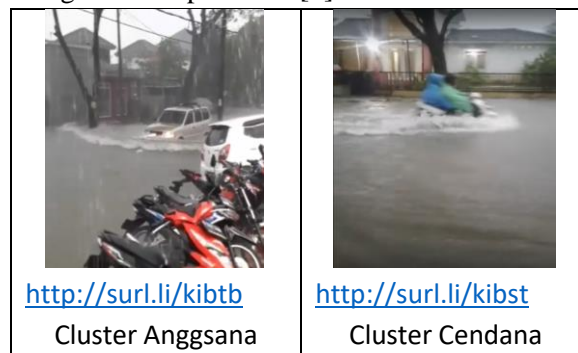 http://surl.li/kibtb
Cluster Anggsana
http://surl.li/kibst
Cluster Cendana